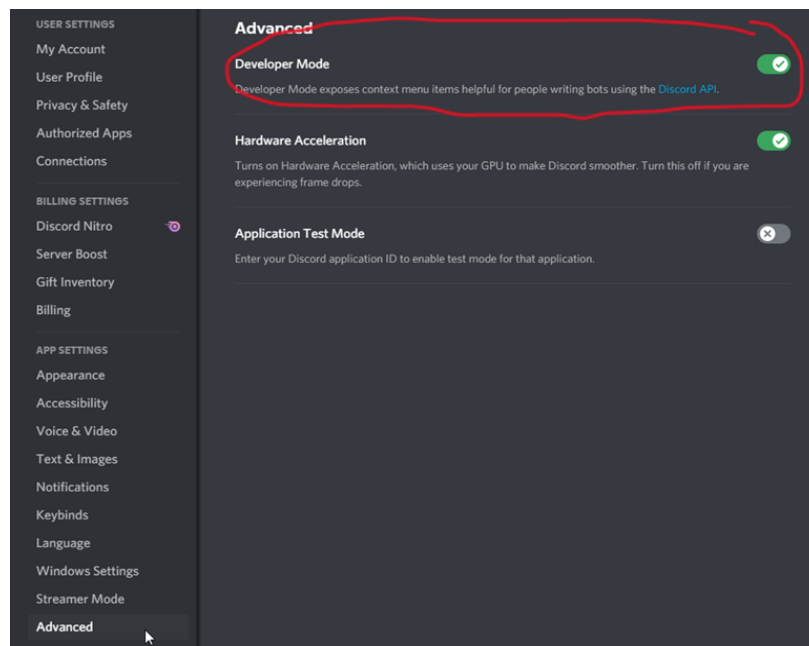 USER SETTINGS
My Account
User Profile
Privacy & Safety
Authorized Apps
Connections
BILLING SETTINGS
Discord Nitro
Server Boost
Gift Inventory
Billing
APP SETTINGS
Appearance
Accessibility
Voice & Video
Text & Images
Notifications
Keybinds
Language
Windows Settings
Streamer Mode
Advanced
Advanced
Developer Mode
Developer Mode exposes context menu items helpful for people writing bots using the Discord API.
Hardware Acceleration
Turns on Hardware Acceleration, which uses your GPU to make Discord smoother. Turn this off if you are
experiencing frame drops.
Application Test Mode
Enter your Discord application ID to enable test mode for that application.